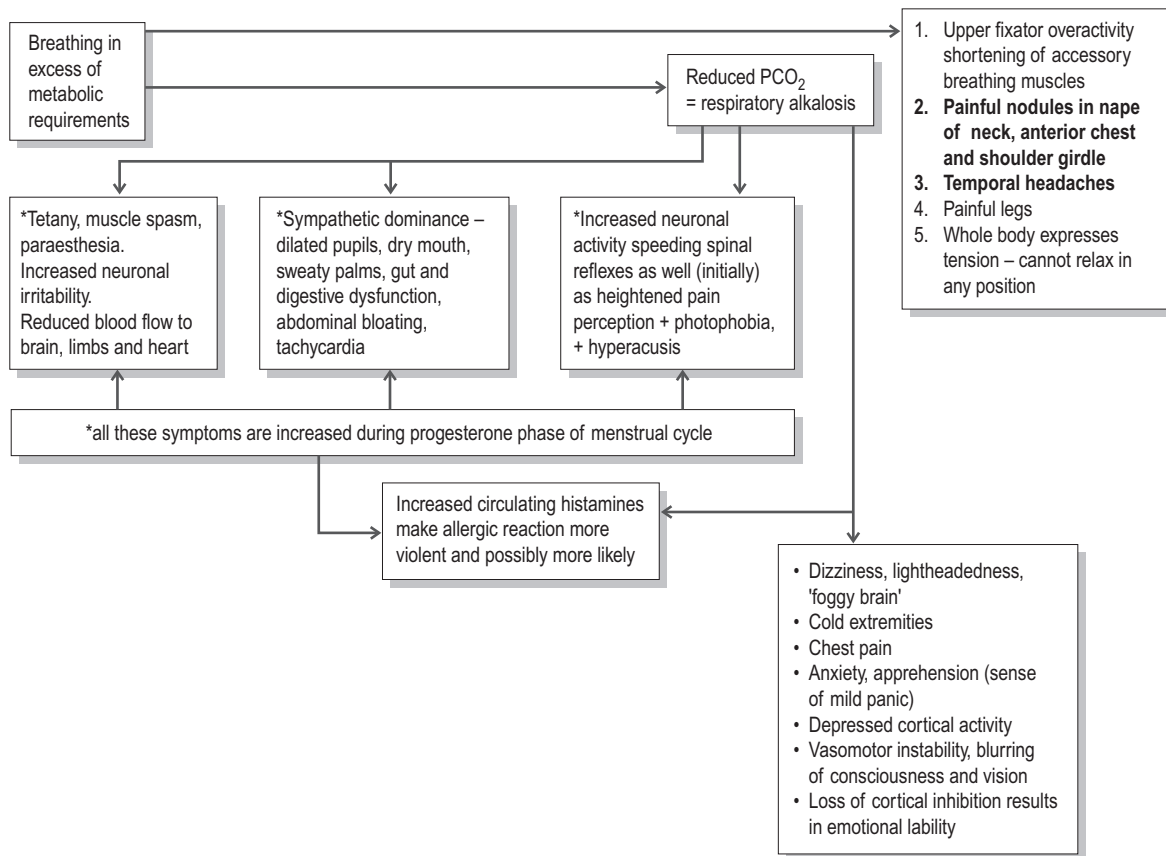 Breathing in
excess of
metabolic
requirements
Reduced PCO₂
= respiratory alkalosis
1. Upper fixator overactivity
shortening of accessory
breathing muscles
2. Painful nodules in nape
of neck, anterior chest
and shoulder girdle
3. Temporal headaches
4. Painful legs
5. Whole body expresses
tension – cannot relax in
any position
*Tetany, muscle spasm,
paraesthesia.
Increased neuronal
irritability.
Reduced blood flow to
brain, limbs and heart
*Sympathetic dominance –
dilated pupils, dry mouth,
sweaty palms, gut and
digestive dysfunction,
abdominal bloating,
tachycardia
*Increased neuronal
activity speeding spinal
reflexes as well (initially)
as heightened pain
perception + photophobia,
+ hyperacusis
*all these symptoms are increased during progesterone phase of menstrual cycle
Increased circulating histamines
make allergic reaction more
violent and possibly more likely
• Dizziness, lightheadedness,
'foggy brain'
• Cold extremities
• Chest pain
• Anxiety, apprehension (sense
of mild panic)
• Depressed cortical activity
• Vasomotor instability, blurring
of consciousness and vision
• Loss of cortical inhibition results
in emotional lability